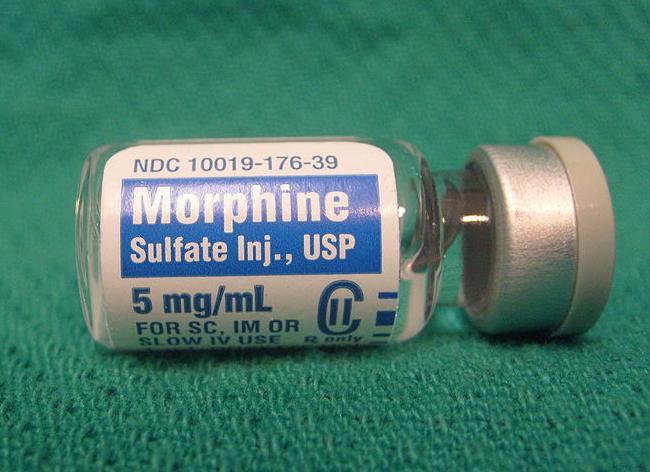 NDC 10019-176-39
Morphine
Sulfate Inj., USP
5 mg/mL CII
FOR SC, IM OR
SLOW IV USE Rx only